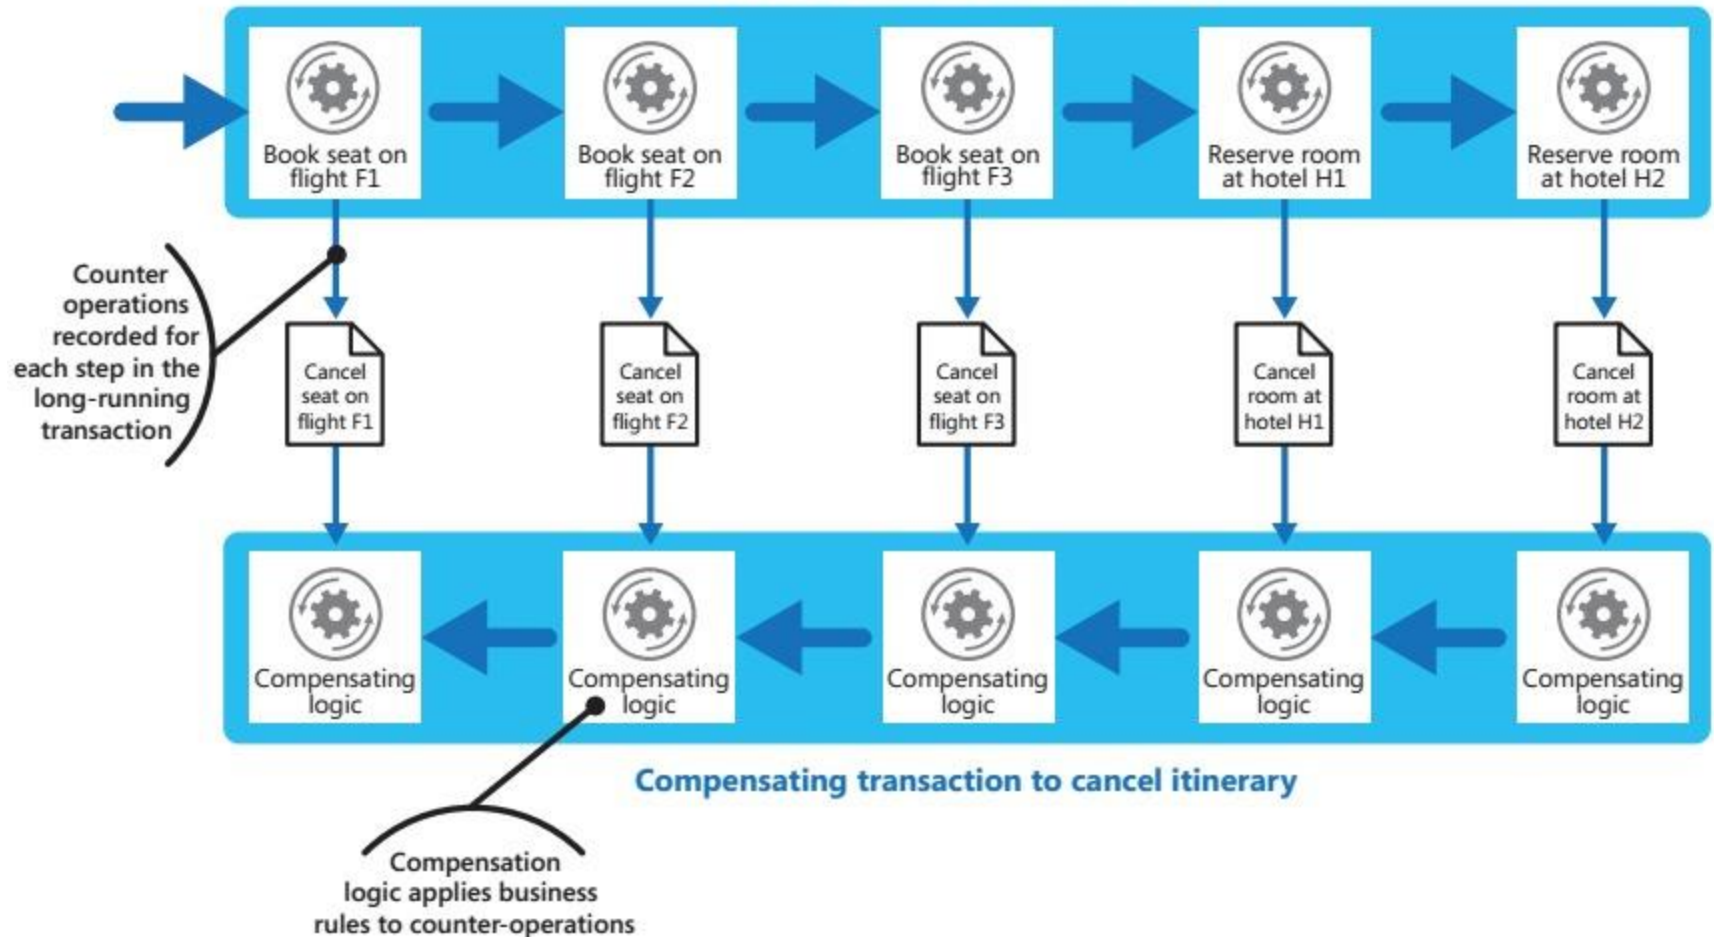 Book seat on
flight F1
Book seat on
flight F2
Book seat on
flight F3
Reserve room
at hotel H1
Reserve room
at hotel H2
Counter
operations
recorded for
each step in the
long-running
transaction
Cancel
seat on
flight F1
Cancel
seat on
flight F2
Cancel
seat on
flight F3
Cancel
room at
hotel H1
Cancel
room at
hotel H2
Compensating
logic
Compensating
logic
Compensating
logic
Compensating
logic
Compensating
logic
Compensating transaction to cancel itinerary
Compensation
logic applies business
rules to counter-operations